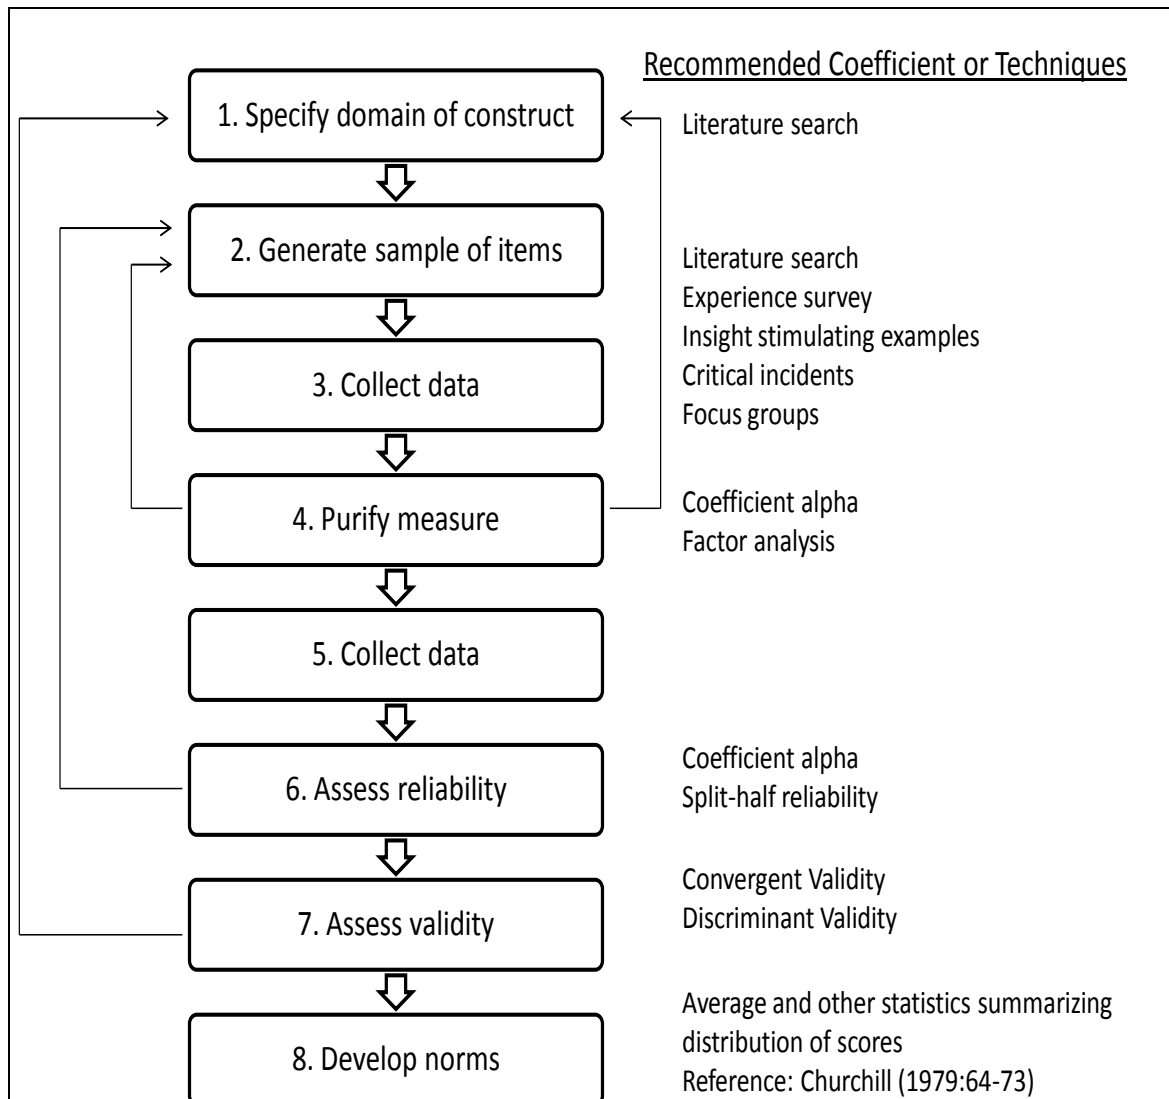 Recommended Coefficient or Techniques
1. Specify domain of construct
Literature search
2. Generate sample of items
Literature search
Experience survey
Insight stimulating examples
Critical incidents
Focus groups
3. Collect data
4. Purify measure
Coefficient alpha
Factor analysis
5. Collect data
6. Assess reliability
Coefficient alpha
Split-half reliability
7. Assess validity
Convergent Validity
Discriminant Validity
8. Develop norms
Average and other statistics summarizing
distribution of scores
Reference: Churchill (1979:64-73)